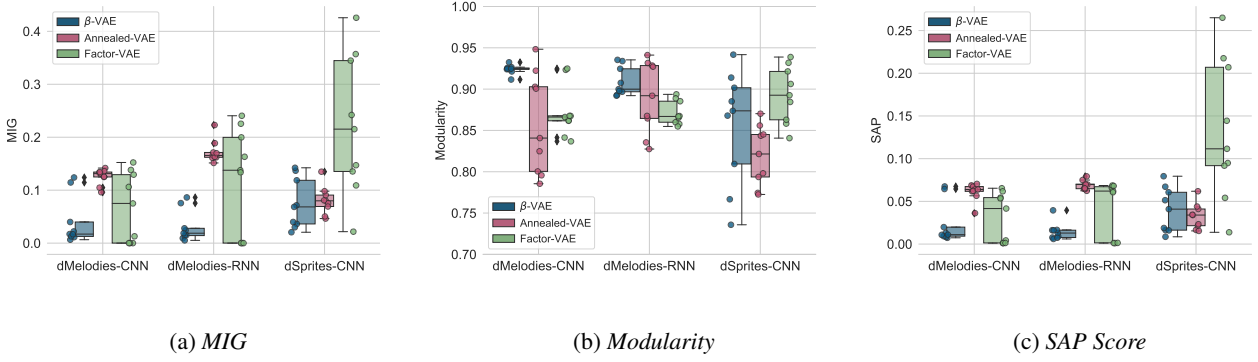 MIG
0.4
0.3
0.2
0.1
0.0
β-VAE
Annealed-VAE
Factor-VAE
dMelodies-CNN
dMelodies-RNN
dSprites-CNN
(a) MIG
Modularity
1.00
0.95
0.90
0.85
0.80
0.75
0.70
β-VAE
Annealed-VAE
Factor-VAE
dMelodies-CNN
dMelodies-RNN
dSprites-CNN
(b) Modularity
SAP
0.25
0.20
0.15
0.10
0.05
0.00
β-VAE
Annealed-VAE
Factor-VAE
dMelodies-CNN
dMelodies-RNN
dSprites-CNN
(c) SAP Score